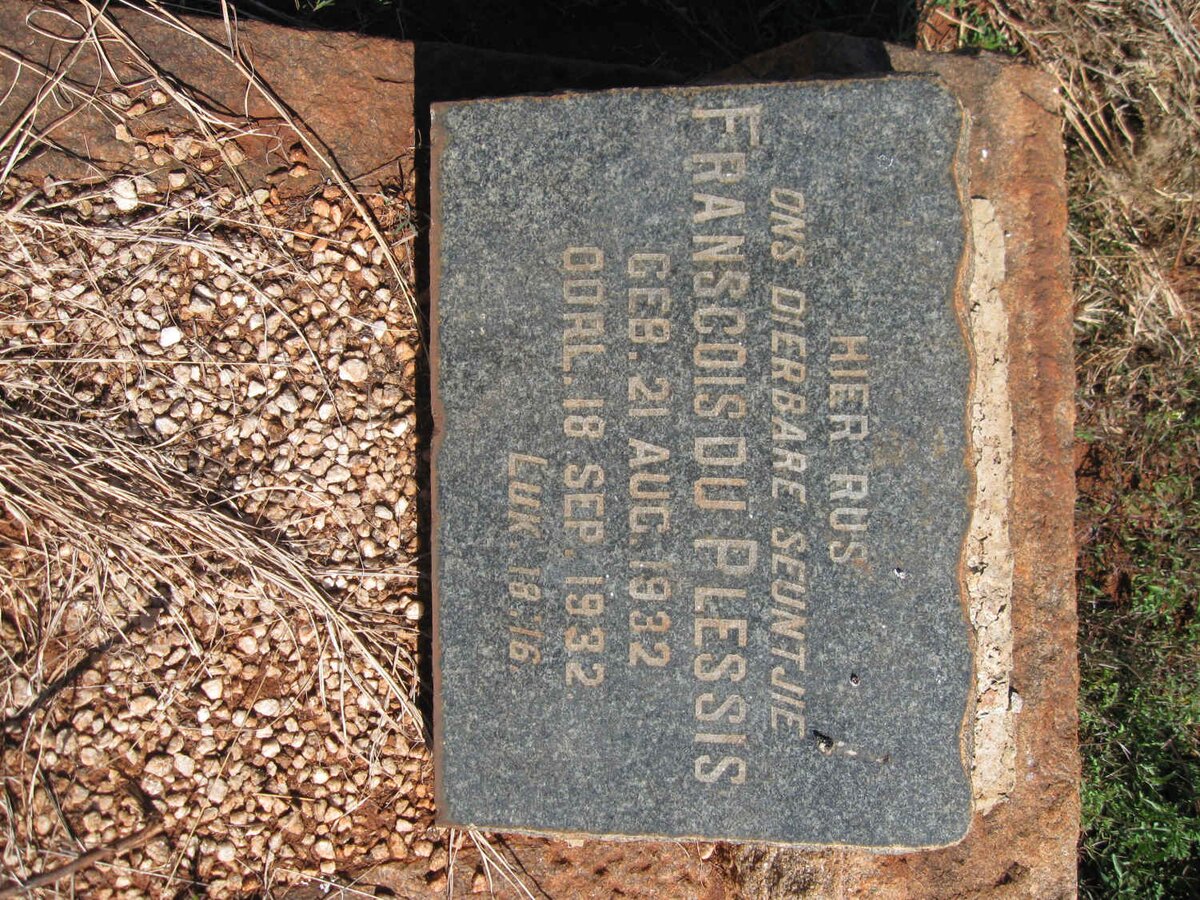 HIER RUS
ONS DIERBARE SEUNTJIE
FRANSCOIS DU PLESSIS
GEB. 21 AUG. 1932
OORL. 18 SEP. 1932.
LUK. 18:16.